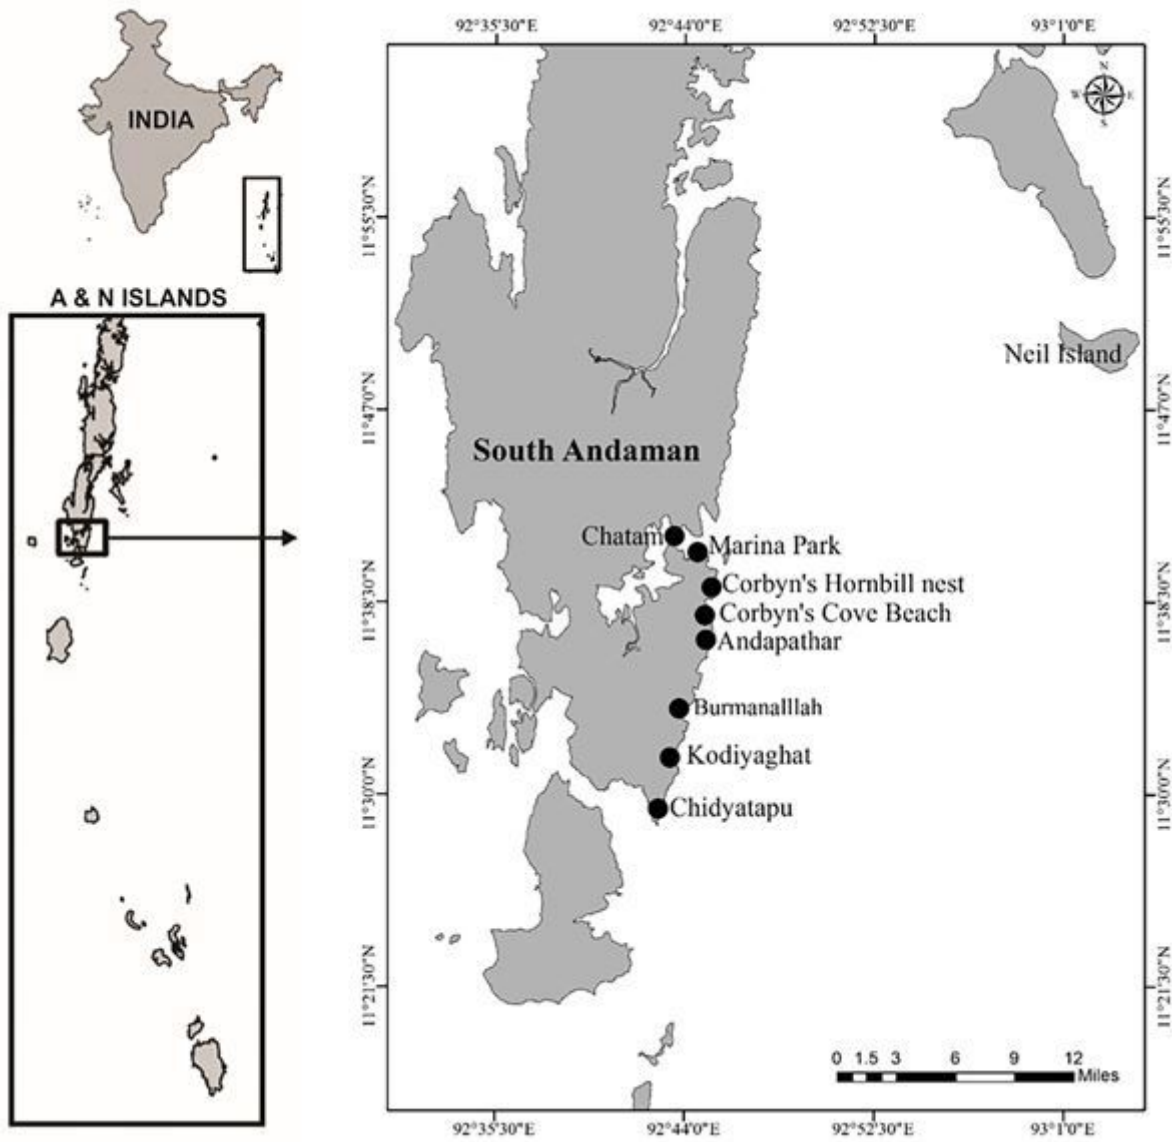 INDIA
A & N ISLANDS
92°35'30"E 92°44'0"E 92°52'30"E 93°1'0"E
N
W E
S
11°55'30"N 11°55'30"N
Neil Island
11°47'0"N 11°47'0"N
South Andaman
Chatam
Marina Park
Corbyn's Hornbill nest
11°38'30"N 11°38'30"N
Corbyn's Cove Beach
Andapathar
Burmanalllah
Kodiyaghat
11°30'0"N 11°30'0"N
Chidyatapu
11°21'30"N 11°21'30"N
0 1.5 3 6 9 12
Miles
92°35'30"E 92°44'0"E 92°52'30"E 93°1'0"E